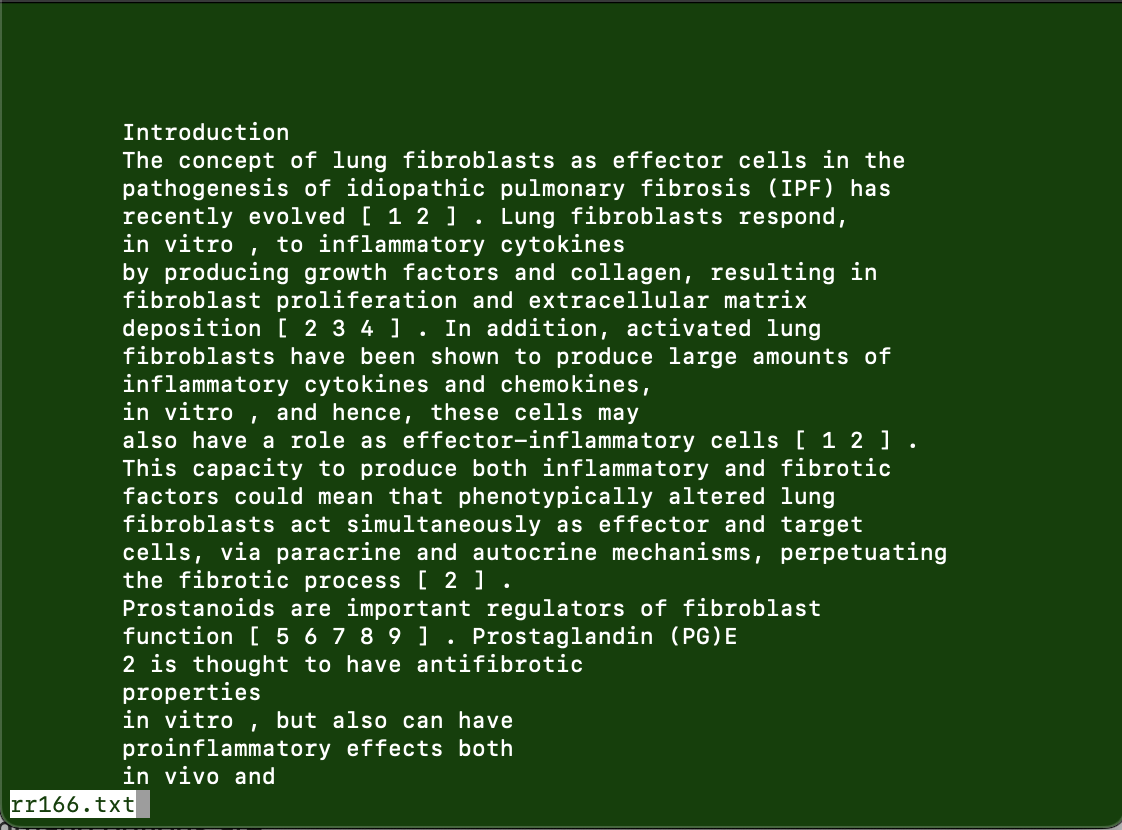 Introduction
The concept of lung fibroblasts as effector cells in the
pathogenesis of idiopathic pulmonary fibrosis (IPF) has
recently evolved [ 1 2 ] . Lung fibroblasts respond,
in vitro , to inflammatory cytokines
by producing growth factors and collagen, resulting in
fibroblast proliferation and extracellular matrix
deposition [ 2 3 4 ] . In addition, activated lung
fibroblasts have been shown to produce large amounts of
inflammatory cytokines and chemokines,
in vitro , and hence, these cells may
also have a role as effector-inflammatory cells [ 1 2 ] .
This capacity to produce both inflammatory and fibrotic
factors could mean that phenotypically altered lung
fibroblasts act simultaneously as effector and target
cells, via paracrine and autocrine mechanisms, perpetuating
the fibrotic process [ 2 ] .
Prostanoids are important regulators of fibroblast
function [ 5 6 7 8 9 ] . Prostaglandin (PG)E
2 is thought to have antifibrotic
properties
in vitro , but also can have
proinflammatory effects both
in vivo and
rr166.txt